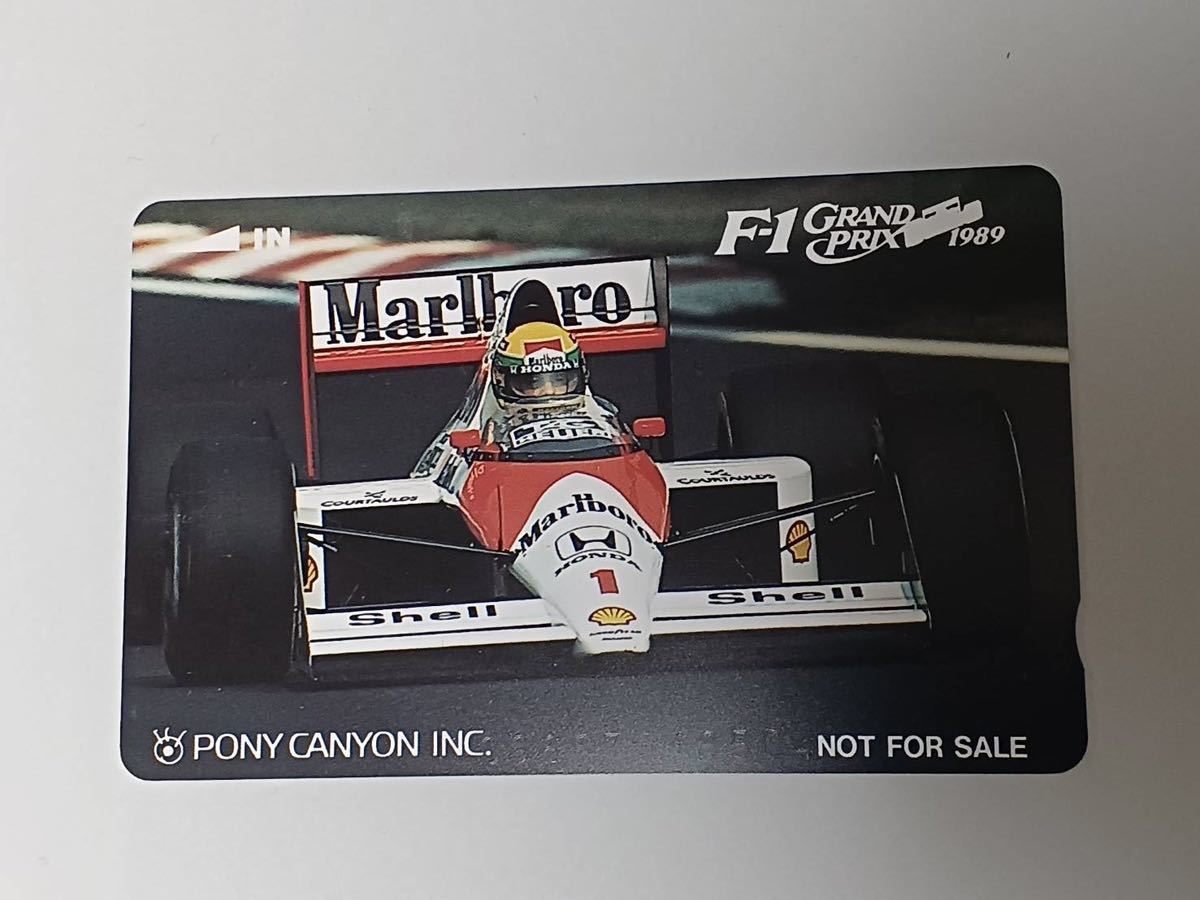 IN
F-1 GRAND PRIX 1989
Marlboro
Marlboro
HONDA
COURTAULDS
COURTAULDS
Marlboro
HONDA
1
Shell
Shell
GOODYEAR
PONY CANYON INC.
NOT FOR SALE